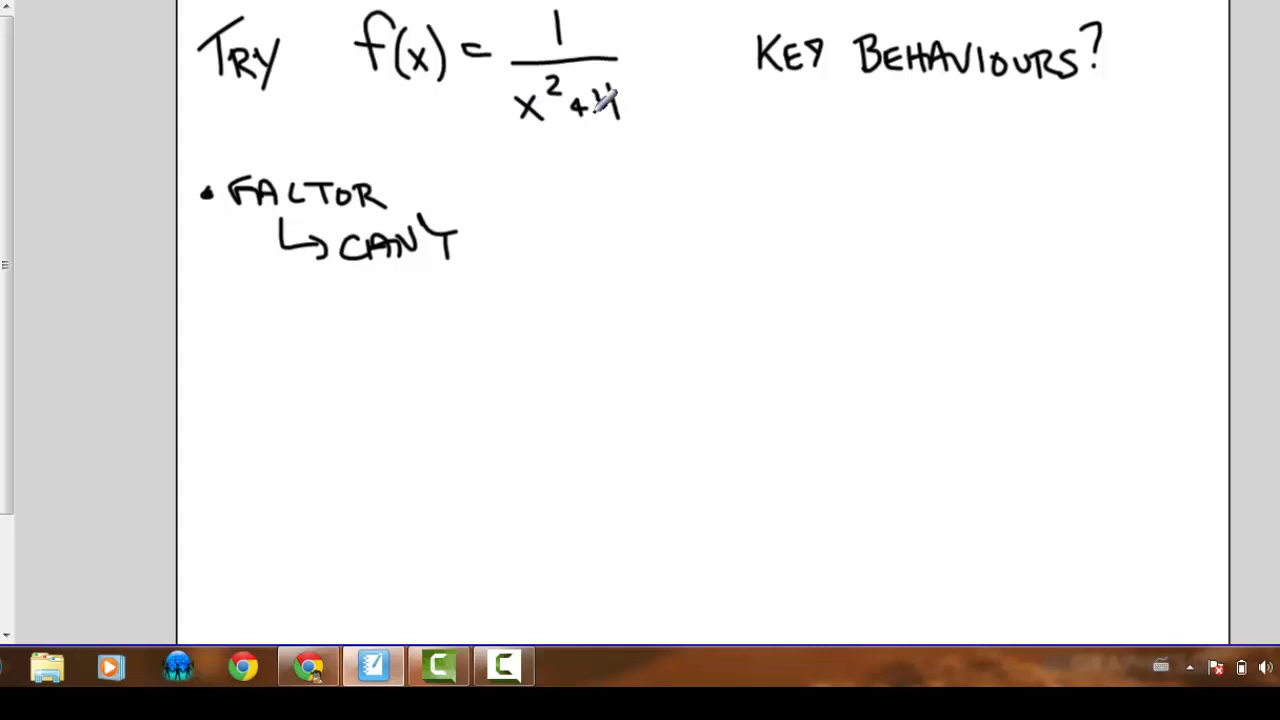 TRY f(x) = 1/(x² + 4) KEY BEHAVIOURS?
• FACTOR
↳ CAN'T